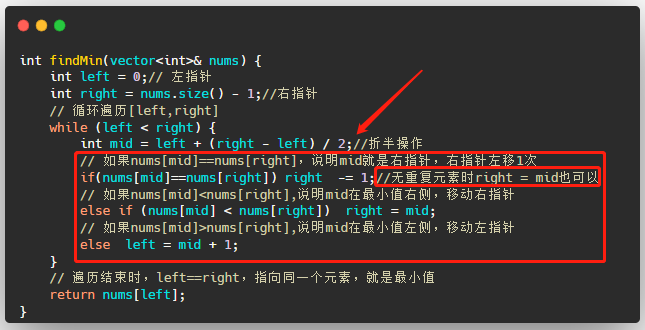 int findMin(vector<int>& nums) {
    int left = 0;// 左指针
    int right = nums.size() - 1;//右指针
    // 循环遍历[left,right]
    while (left < right) {
        int mid = left + (right - left) / 2;//折半操作
        // 如果nums[mid]==nums[right], 说明mid就是右指针，右指针左移1次
        if(nums[mid]==nums[right]) right  -= 1;//无重复元素时right = mid也可以
        // 如果nums[mid]<nums[right],说明mid在最小值右侧，移动右指针
        else if (nums[mid] < nums[right])  right = mid;
        // 如果nums[mid]>nums[right],说明mid在最小值左侧，移动左指针
        else  left = mid + 1;
    }
    // 遍历结束时，left==right，指向同一个元素，就是最小值
    return nums[left];
}